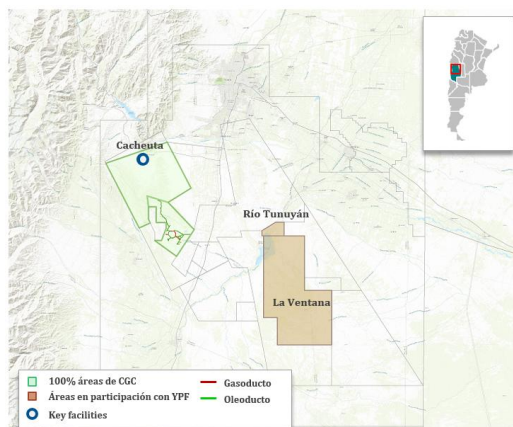 Cacheuta
Río Tunuyán
La Ventana
100% áreas de CGC
Áreas en participación con YPF
Key facilities
Gasoducto
Oleoducto